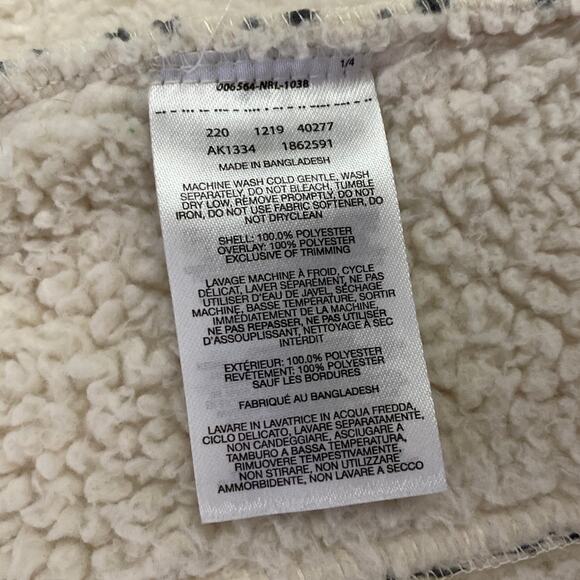 1/4
006564-NRL-103B
220 1219 40277
AK1334 1862591
MADE IN BANGLADESH
MACHINE WASH COLD GENTLE, WASH
SEPARATELY, DO NOT BLEACH, TUMBLE
DRY LOW, REMOVE PROMPTLY, DO NOT
IRON, DO NOT USE FABRIC SOFTENER, DO
NOT DRYCLEAN
SHELL: 100.0% POLYESTER
OVERLAY: 100% POLYESTER
EXCLUSIVE OF TRIMMING
LAVAGE MACHINE À FROID, CYCLE
DÉLICAT, LAVER SÉPARÉMENT, NE PAS
UTILISER D'EAU DE JAVEL, SÉCHAGE
MACHINE, BASSE TEMPÉRATURE, SORTIR
IMMÉDIATEMENT DE LA MACHINE,
NE PAS REPASSER, NE PAS UTILISER
D'ASSOUPLISSANT, NETTOYAGE À SEC
INTERDIT
EXTÉRIEUR: 100.0% POLYESTER
REVÊTEMENT: 100% POLYESTER
SAUF LES BORDURES
FABRIQUÉ AU BANGLADESH
LAVARE IN LAVATRICE IN ACQUA FREDDA,
CICLO DELICATO, LAVARE SEPARATAMENTE,
NON CANDEGGIARE, ASCIUGARE A
TAMBURO A BASSA TEMPERATURA,
RIMUOVERE TEMPESTIVAMENTE,
NON STIRARE, NON UTILIZZARE
AMMORBIDENTE, NON LAVARE A SECCO